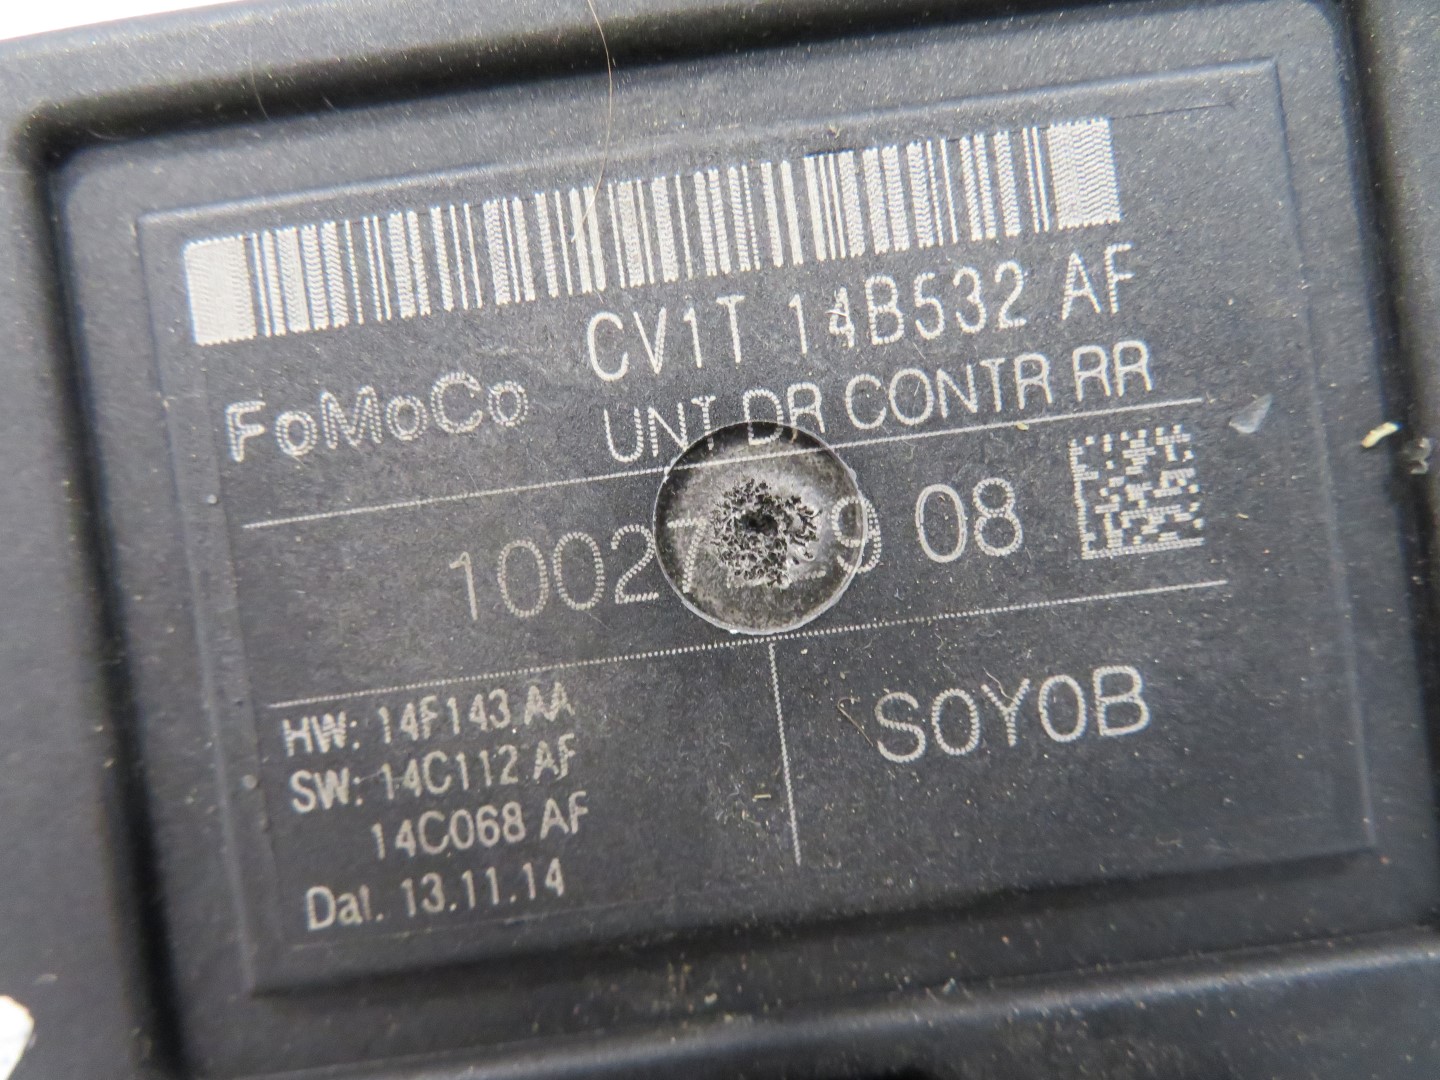 CV1T 14B532 AF
FoMoCo UNIT DR CONTR RR
08
HW: 14F143 AA
SW: 14C112 AF
14C068 AF
Dat. 13.11.14
S0Y0B